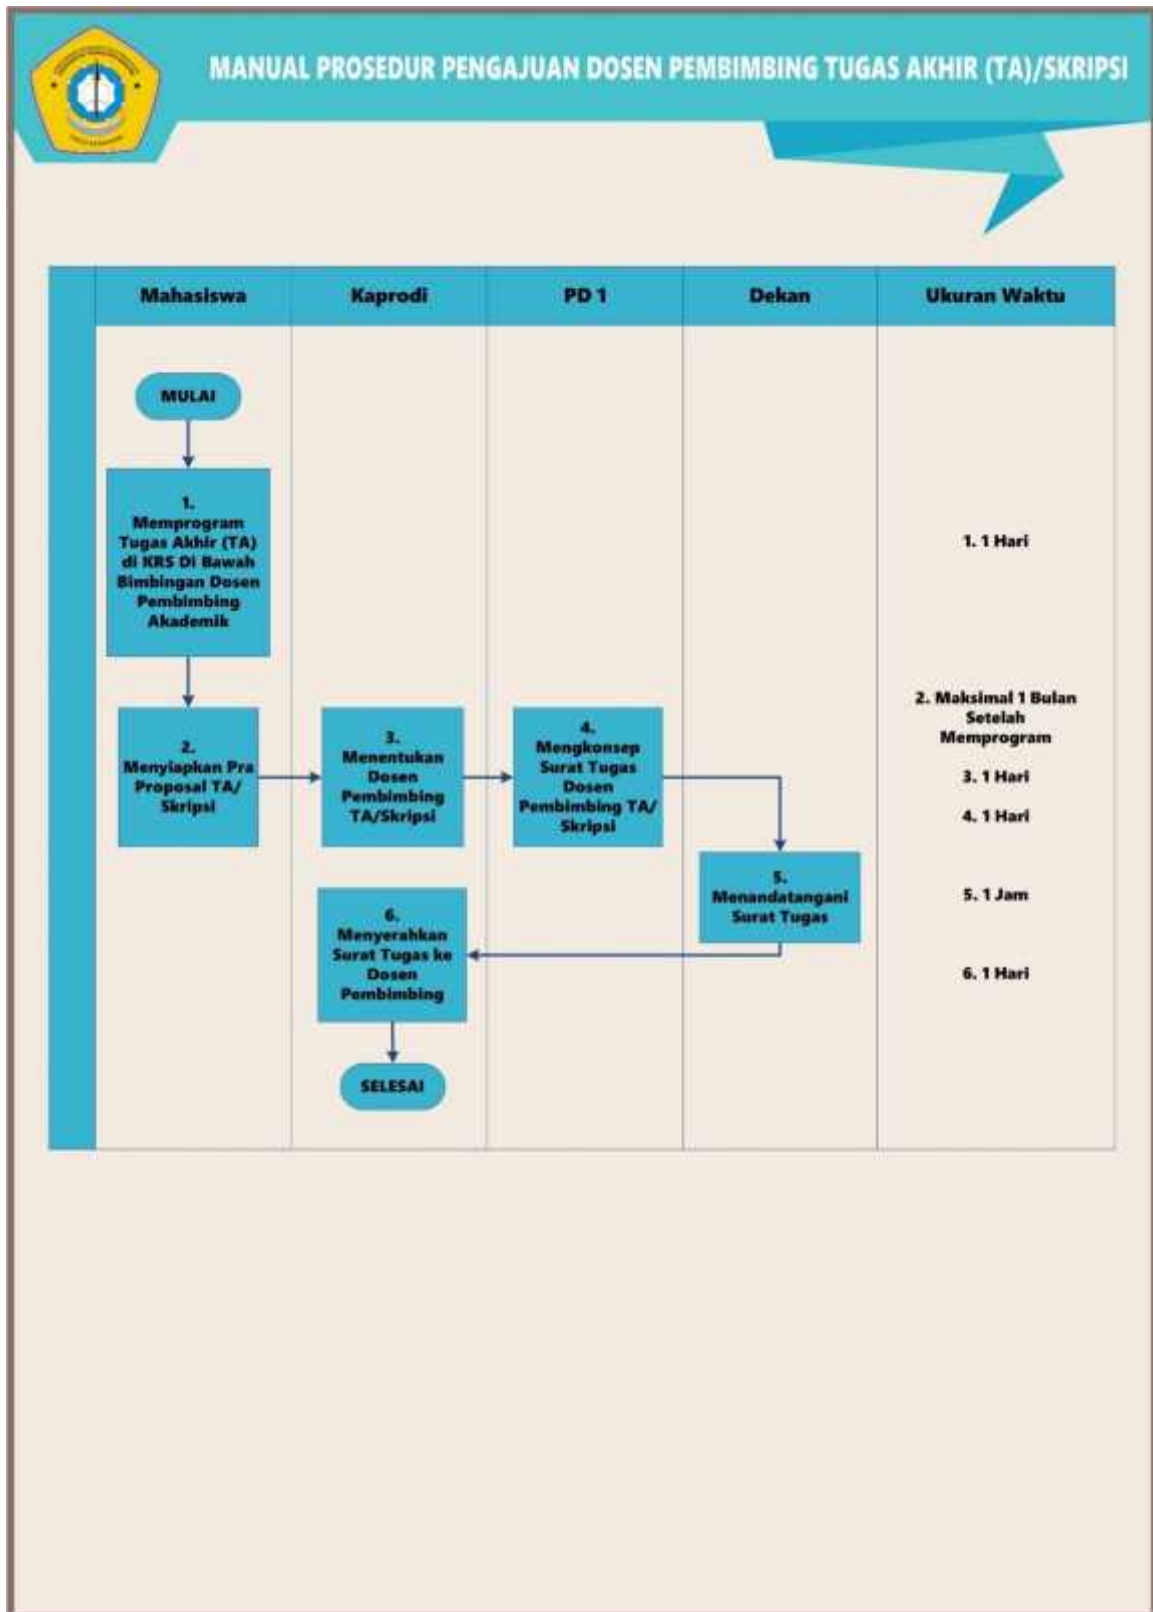 MANUAL PROSEDUR PENGAJUAN DOSEN PEMBIMBING TUGAS AKHIR (TA)/SKRIPSI
Mahasiswa
Kaprodi
PD 1
Dekan
Ukuran Waktu
MULAI
1.
Memprogram
Tugas Akhir (TA)
di KRS Di Bawah
Bimbingan Dosen
Pembimbing
Akademik
1. 1 Hari
2.
Menyiapkan Pra
Proposal TA/
Skripsi
3.
Menentukan
Dosen
Pembimbing
TA/Skripsi
4.
Mengkonsep
Surat Tugas
Dosen
Pembimbing TA/
Skripsi
2. Maksimal 1 Bulan
Setelah
Memprogram
3. 1 Hari
4. 1 Hari
5.
Menandatangani
Surat Tugas
5. 1 Jam
6.
Menyerahkan
Surat Tugas ke
Dosen
Pembimbing
6. 1 Hari
SELESAI